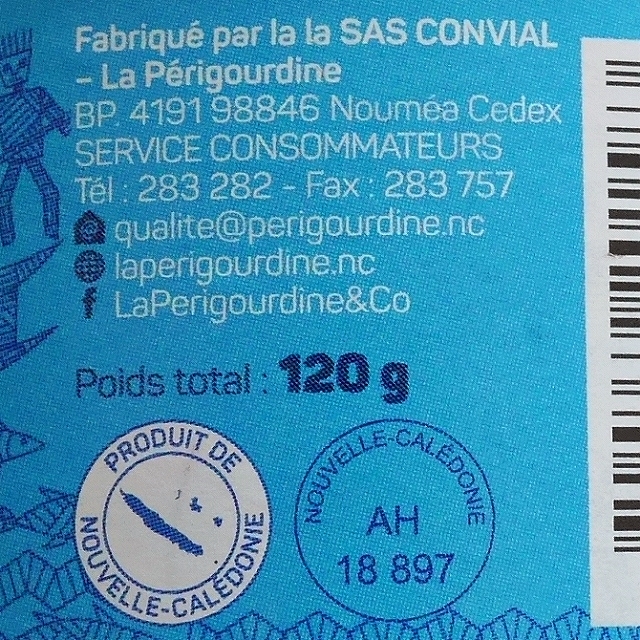 Fabriqué par la la SAS CONVIAL
– La Périgourdine
BP. 4191 98846 Nouméa Cedex
SERVICE CONSOMMATEURS
Tél : 283 282 - Fax : 283 757
qualite@perigourdine.nc
laperigourdine.nc
LaPerigourdine&Co
Poids total : 120 g
PRODUIT DE
NOUVELLE-CALÉDONIE
NOUVELLE-CALÉDONIE
AH
18 897